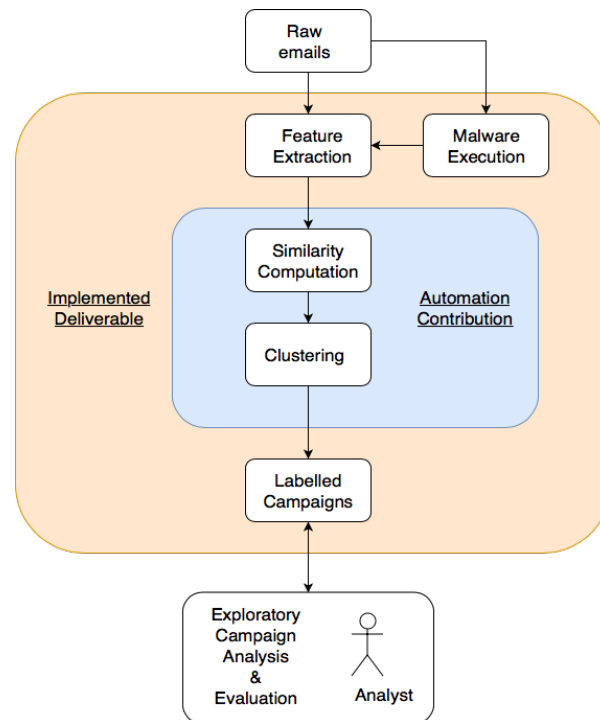 Raw
emails
Feature
Extraction
Malware
Execution
Similarity
Computation
Implemented
Deliverable
Automation
Contribution
Clustering
Labelled
Campaigns
Exploratory
Campaign
Analysis
&
Evaluation
Analyst